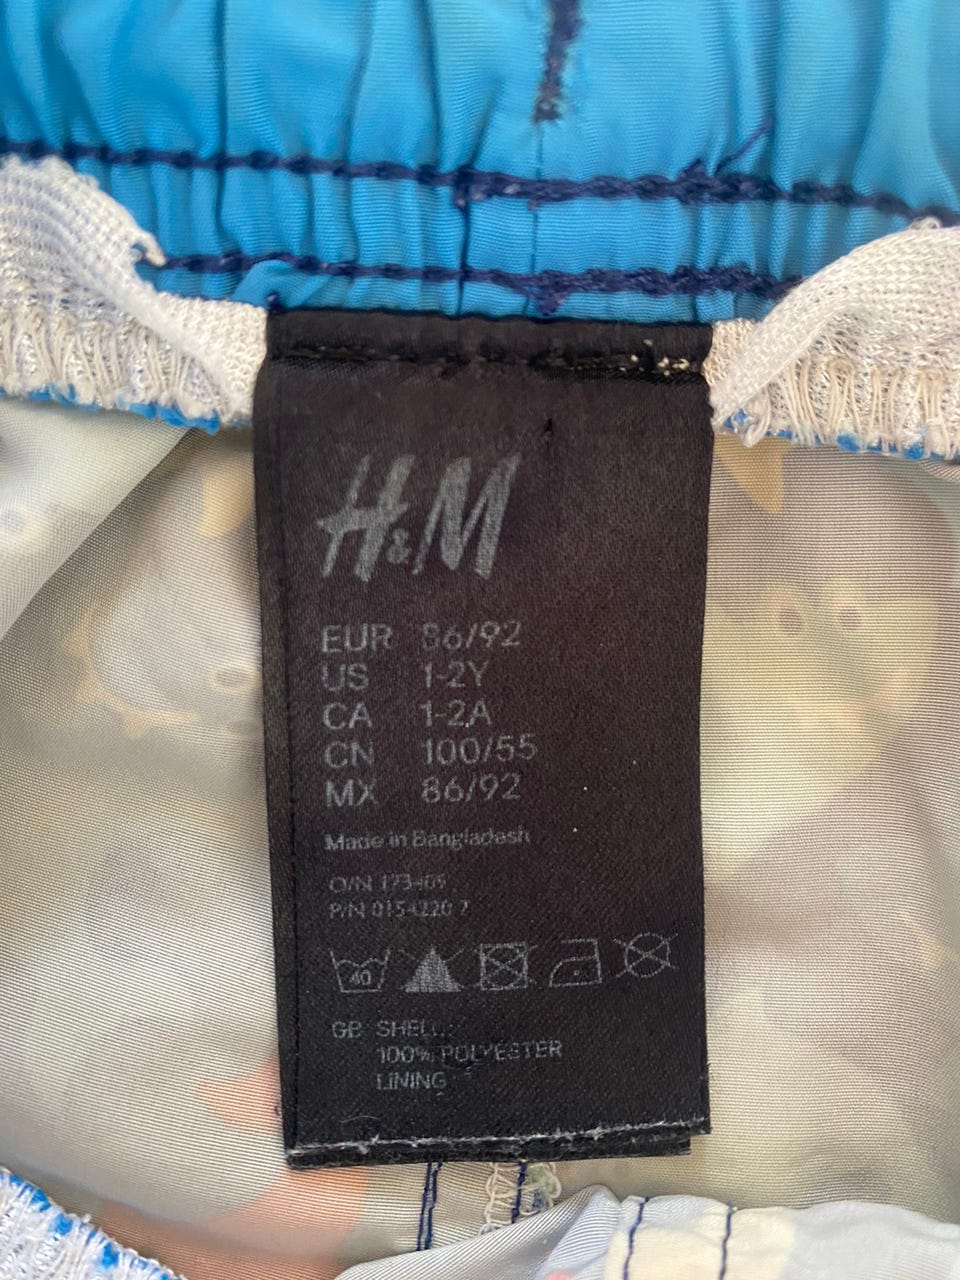 H&M
EUR 86/92
US 1-2Y
CA 1-2A
CN 100/55
MX 86/92
Made in Bangladesh
O/N
P/N
40
GB SHELL:
100% POLYESTER
LINING